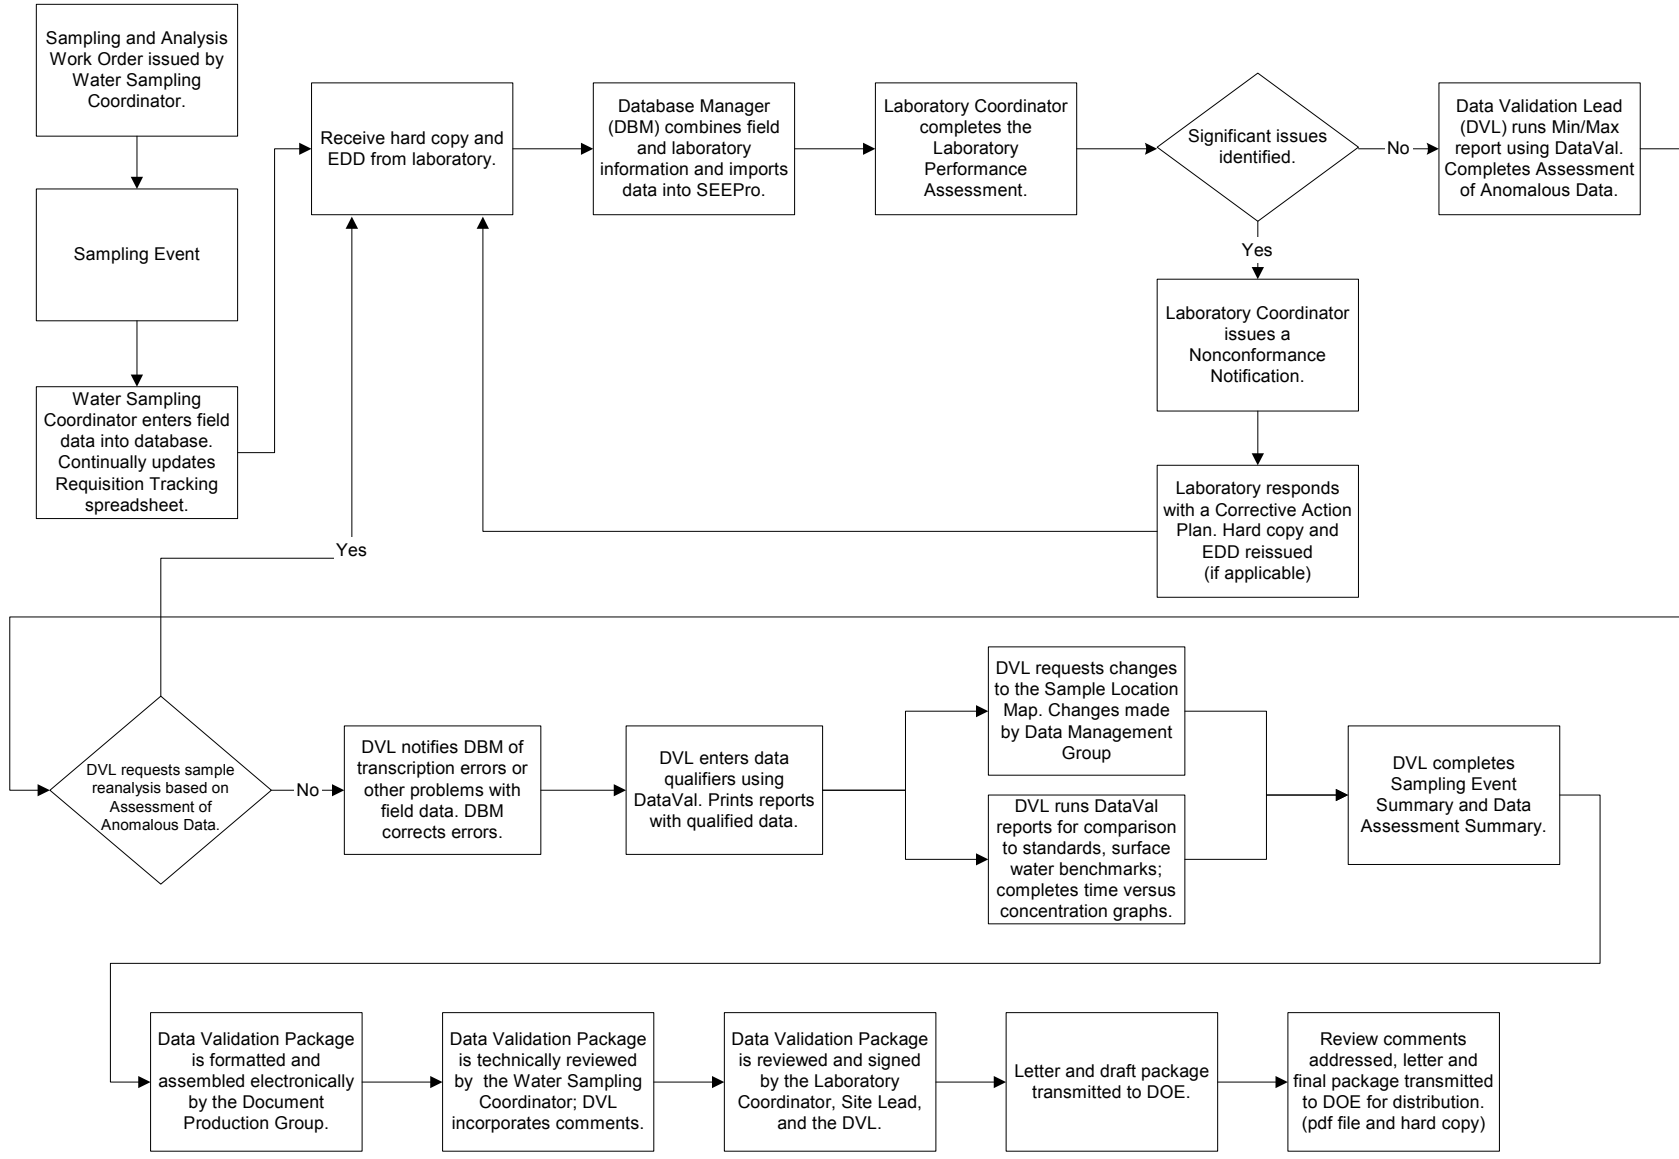 Sampling and Analysis
Work Order issued by
Water Sampling
Coordinator.
Sampling Event
Water Sampling
Coordinator enters field
data into database.
Continually updates
Requisition Tracking
spreadsheet.
Receive hard copy and
EDD from laboratory.
Database Manager
(DBM) combines field
and laboratory
information and imports
data into SEEPro.
Laboratory Coordinator
completes the
Laboratory
Performance
Assessment.
Significant issues
identified.
No
Data Validation Lead
(DVL) runs Min/Max
report using DataVal.
Completes Assessment
of Anomalous Data.
Yes
Laboratory Coordinator
issues a
Nonconformance
Notification.
Laboratory responds
with a Corrective Action
Plan. Hard copy and
EDD reissued
(if applicable)
Yes
DVL requests sample
reanalysis based on
Assessment of
Anomalous Data.
No
DVL notifies DBM of
transcription errors or
other problems with
field data. DBM
corrects errors.
DVL enters data
qualifiers using
DataVal. Prints reports
with qualified data.
DVL requests changes
to the Sample Location
Map. Changes made
by Data Management
Group
DVL runs DataVal
reports for comparison
to standards, surface
water benchmarks;
completes time versus
concentration graphs.
DVL completes
Sampling Event
Summary and Data
Assessment Summary.
Data Validation Package
is formatted and
assembled electronically
by the Document
Production Group.
Data Validation Package
is technically reviewed
by the Water Sampling
Coordinator; DVL
incorporates comments.
Data Validation Package
is reviewed and signed
by the Laboratory
Coordinator, Site Lead,
and the DVL.
Letter and draft package
transmitted to DOE.
Review comments
addressed, letter and
final package transmitted
to DOE for distribution.
(pdf file and hard copy)